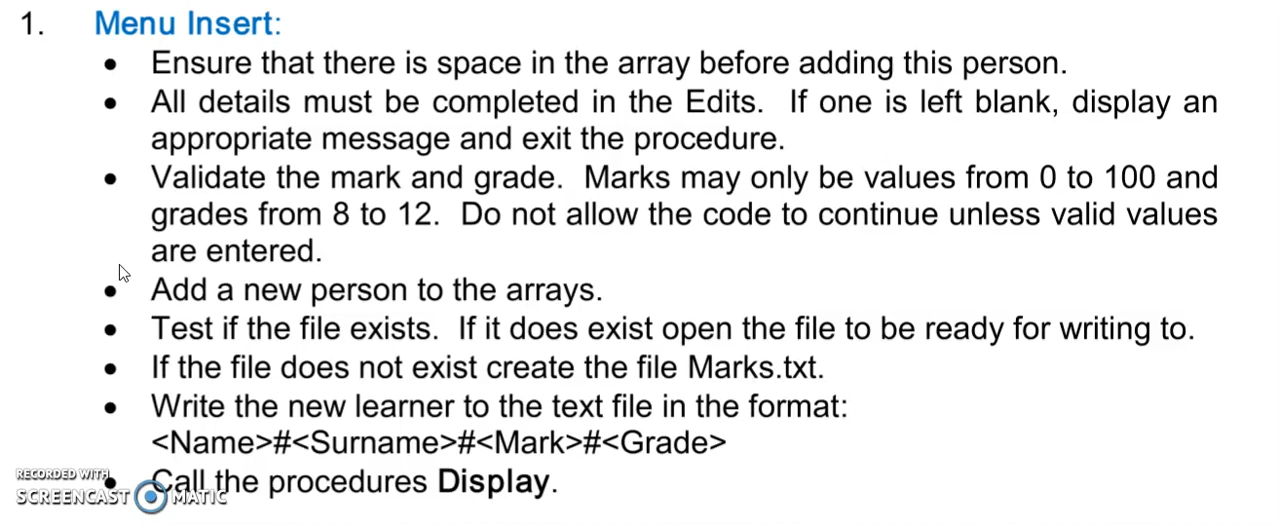 1. Menu Insert:
• Ensure that there is space in the array before adding this person.
• All details must be completed in the Edits. If one is left blank, display an
appropriate message and exit the procedure.
• Validate the mark and grade. Marks may only be values from 0 to 100 and
grades from 8 to 12. Do not allow the code to continue unless valid values
are entered.
• Add a new person to the arrays.
• Test if the file exists. If it does exist open the file to be ready for writing to.
• If the file does not exist create the file Marks.txt.
• Write the new learner to the text file in the format:
<Name>#<Surname>#<Mark>#<Grade>
• Call the procedures Display.
RECORDED WITH
SCREENCAST MATIC